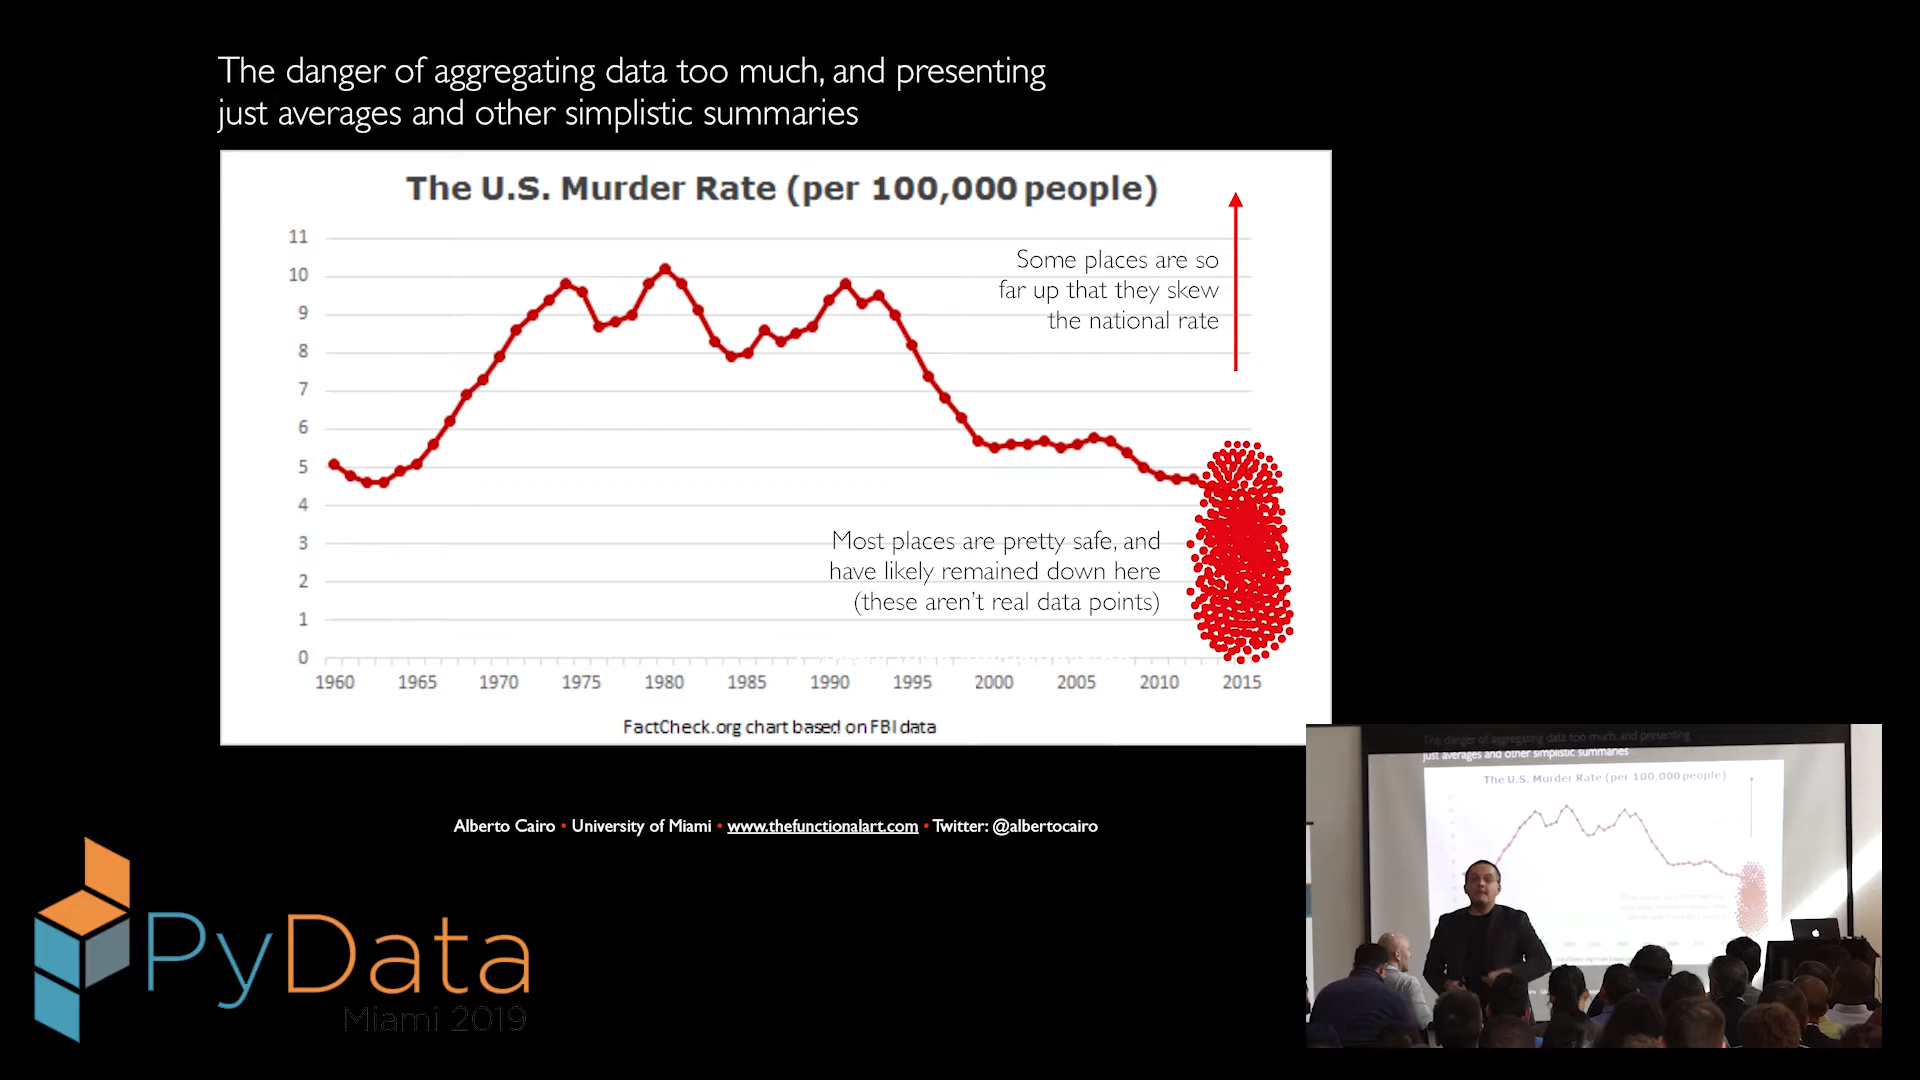 The danger of aggregating data too much, and presenting
just averages and other simplistic summaries
The U.S. Murder Rate (per 100,000 people)
11
10
9
8
7
6
5
4
3
2
1
0
Some places are so
far up that they skew
the national rate
Most places are pretty safe, and
have likely remained down here
(these aren't real data points)
1960 1965 1970 1975 1980 1985 1990 1995 2000 2005 2010 2015
FactCheck.org chart based on FBI data
Alberto Cairo • University of Miami • www.thefunctionalart.com • Twitter: @albertocairo
PyData
Miami 2019
The danger of aggregating data too much, and presenting
just averages and other simplistic summaries
The U.S. Murder Rate (per 100,000 people)